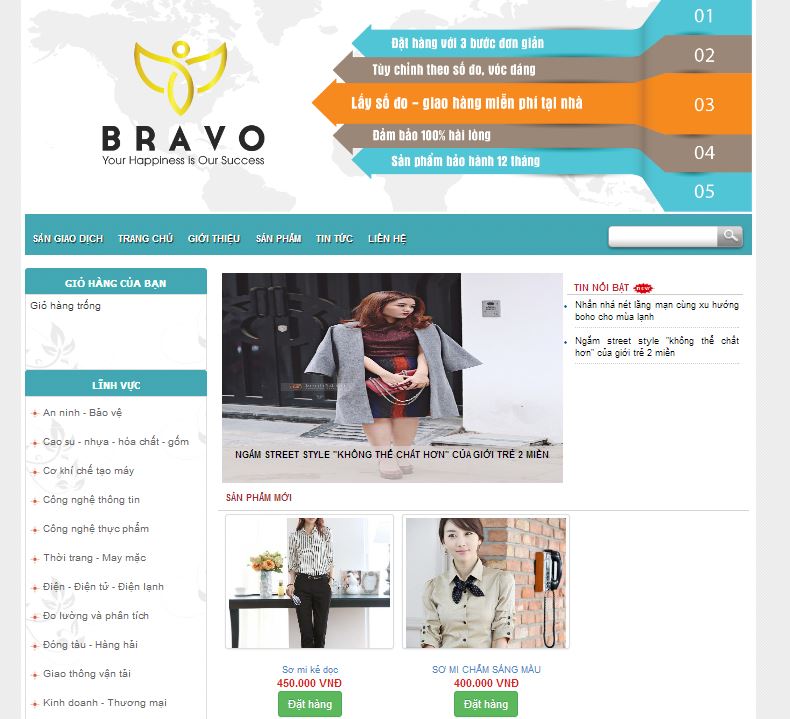 BRAVO
Your Happiness is Our Success
01
Đặt hàng với 3 bước đơn giản
02
Tùy chỉnh theo số đo, vóc dáng
03
Lấy số đo - giao hàng miễn phí tại nhà
04
Đảm bảo 100% hài lòng
05
Sản phẩm bảo hành 12 tháng
SÀN GIAO DỊCH TRANG CHỦ GIỚI THIỆU SẢN PHẨM TIN TỨC LIÊN HỆ
GIỎ HÀNG CỦA BẠN
Giỏ hàng trống
LĨNH VỰC
An ninh - Bảo vệ
Cao su - nhựa - hóa chất - gốm
Cơ khí chế tạo máy
Công nghệ thông tin
Công nghệ thực phẩm
Thời trang - May mặc
Điện - Điện tử - Điện lạnh
Đo lường và phân tích
Đóng tàu - Hàng hải
Giao thông vận tải
Kinh doanh - Thương mại
NGẮM STREET STYLE "KHÔNG THỂ CHẤT HƠN" CỦA GIỚI TRẺ 2 MIỀN
TIN NỔI BẬT new
Nhấn nhá nét lãng mạn cùng xu hướng
boho cho mùa lạnh
Ngắm street style "không thể chất
hơn" của giới trẻ 2 miền
SẢN PHẨM MỚI
Sơ mi kẻ dọc
450.000 VNĐ
Đặt hàng
SƠ MI CHẤM SÁNG MÀU
400.000 VNĐ
Đặt hàng